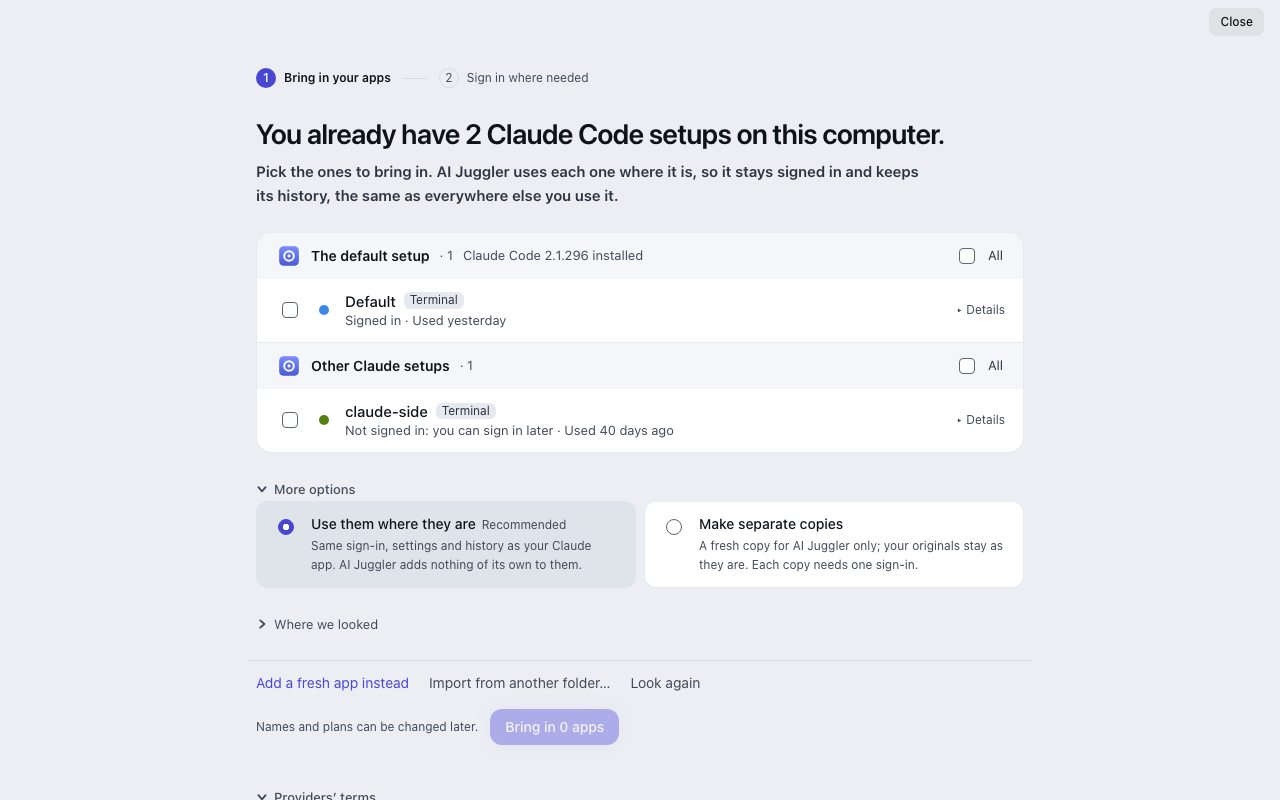 Close
1 Bring in your apps 2 Sign in where needed
You already have 2 Claude Code setups on this computer.
Pick the ones to bring in. AI Juggler uses each one where it is, so it stays signed in and keeps
its history, the same as everywhere else you use it.
The default setup · 1 Claude Code 2.1.296 installed All
Default Terminal
Signed in · Used yesterday
Details
Other Claude setups · 1 All
claude-side Terminal
Not signed in: you can sign in later · Used 40 days ago
Details
More options
Use them where they are Recommended
Same sign-in, settings and history as your Claude
app. AI Juggler adds nothing of its own to them.
Make separate copies
A fresh copy for AI Juggler only; your originals stay as
they are. Each copy needs one sign-in.
Where we looked
Add a fresh app instead Import from another folder... Look again
Names and plans can be changed later. Bring in 0 apps
Providers’ terms